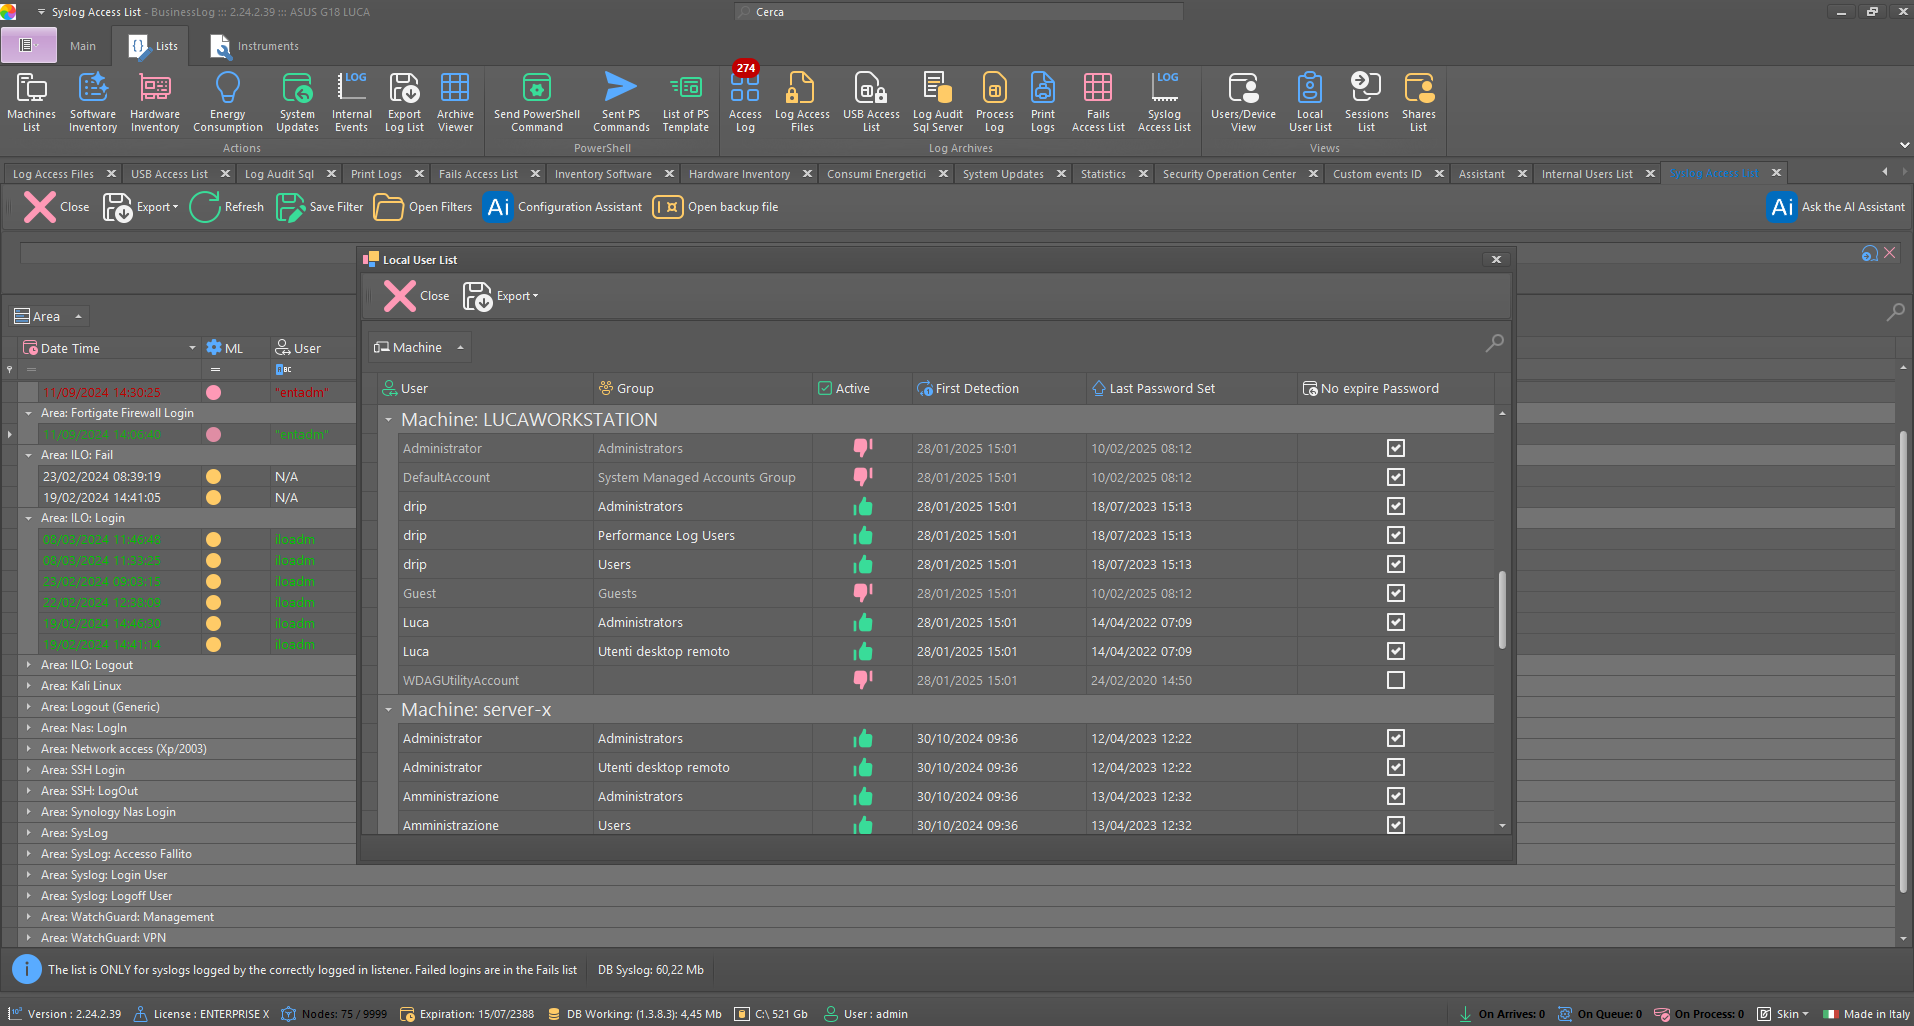 Syslog Access List - BusinessLog ::: 2.24.2.39 ::: ASUS G18 LUCA
Cerca
Main
Lists
Instruments
Machines List
Software Inventory
Hardware Inventory
Energy Consumption
System Updates
LOG Internal Events
Export Log List
Archive Viewer
Send PowerShell Command
Sent PS Commands
List of PS Template
274
Access Log
Log Access Files
USB Access List
Log Audit Sql Server
Process Log
Print Logs
Fails Access List
LOG Syslog Access List
Users/Device View
Local User List
Sessions List
Shares List
Actions
PowerShell
Log Archives
Views
Log Access Files
USB Access List
Log Audit Sql
Print Logs
Fails Access List
Inventory Software
Hardware Inventory
Consumi Energetici
System Updates
Statistics
Security Operation Center
Custom events ID
Assistant
Internal Users List
Syslog Access List
Close
Export
Refresh
Save Filter
Open Filters
Ai Configuration Assistant
Open backup file
Ai Ask the AI Assistant
Area
Date Time ML User
= = ABC
11/09/2024 14:30:25 "entadm"
Area: Fortigate Firewall Login
11/09/2024 14:05:40 "entadm"
Area: ILO: Fail
23/02/2024 08:39:19 N/A
19/02/2024 14:41:05 N/A
Area: ILO: Login
08/03/2024 11:46:48 iloadm
08/03/2024 11:33:25 iloadm
23/02/2024 09:03:15 iloadm
22/02/2024 12:38:09 iloadm
19/02/2024 14:46:30 iloadm
19/02/2024 14:41:14 iloadm
Area: ILO: Logout
Area: Kali Linux
Area: Logout (Generic)
Area: Nas: LogIn
Area: Network access (Xp/2003)
Area: SSH Login
Area: SSH: LogOut
Area: Synology Nas Login
Area: SysLog
Area: SysLog: Accesso Fallito
Area: Syslog: Login User
Area: Syslog: Logoff User
Area: WatchGuard: Management
Area: WatchGuard: VPN
Local User List
Close
Export
Machine
User Group Active First Detection Last Password Set No expire Password
Machine: LUCAWORKSTATION
Administrator Administrators 28/01/2025 15:01 10/02/2025 08:12
DefaultAccount System Managed Accounts Group 28/01/2025 15:01 10/02/2025 08:12
drip Administrators 28/01/2025 15:01 18/07/2023 15:13
drip Performance Log Users 28/01/2025 15:01 18/07/2023 15:13
drip Users 28/01/2025 15:01 18/07/2023 15:13
Guest Guests 28/01/2025 15:01 10/02/2025 08:12
Luca Administrators 28/01/2025 15:01 14/04/2022 07:09
Luca Utenti desktop remoto 28/01/2025 15:01 14/04/2022 07:09
WDAGUtilityAccount 28/01/2025 15:01 24/02/2020 14:50
Machine: server-x
Administrator Administrators 30/10/2024 09:36 12/04/2023 12:22
Administrator Utenti desktop remoto 30/10/2024 09:36 12/04/2023 12:22
Amministrazione Administrators 30/10/2024 09:36 13/04/2023 12:32
Amministrazione Users 30/10/2024 09:36 13/04/2023 12:32
The list is ONLY for syslogs logged by the correctly logged in listener. Failed logins are in the Fails list
DB Syslog: 60,22 Mb
Version : 2.24.2.39
License : ENTERPRISE X
Nodes: 75 / 9999
Expiration: 15/07/2388
DB Working: (1.3.8.3): 4,45 Mb
C:\ 521 Gb
User : admin
On Arrives: 0
On Queue: 0
On Process: 0
Skin
Made in Italy